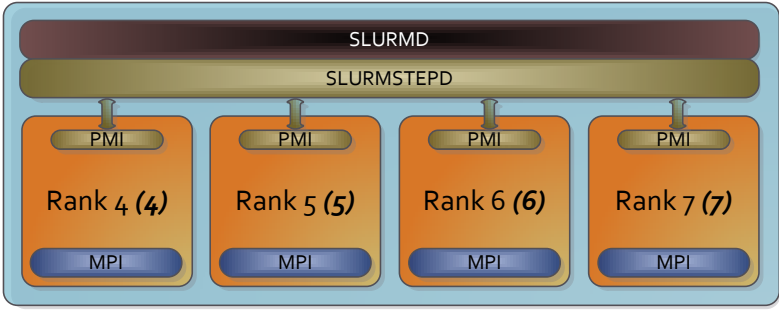 SLURMD
SLURMSTEPD
PMI PMI PMI PMI
Rank 4 (4) Rank 5 (5) Rank 6 (6) Rank 7 (7)
MPI MPI MPI MPI